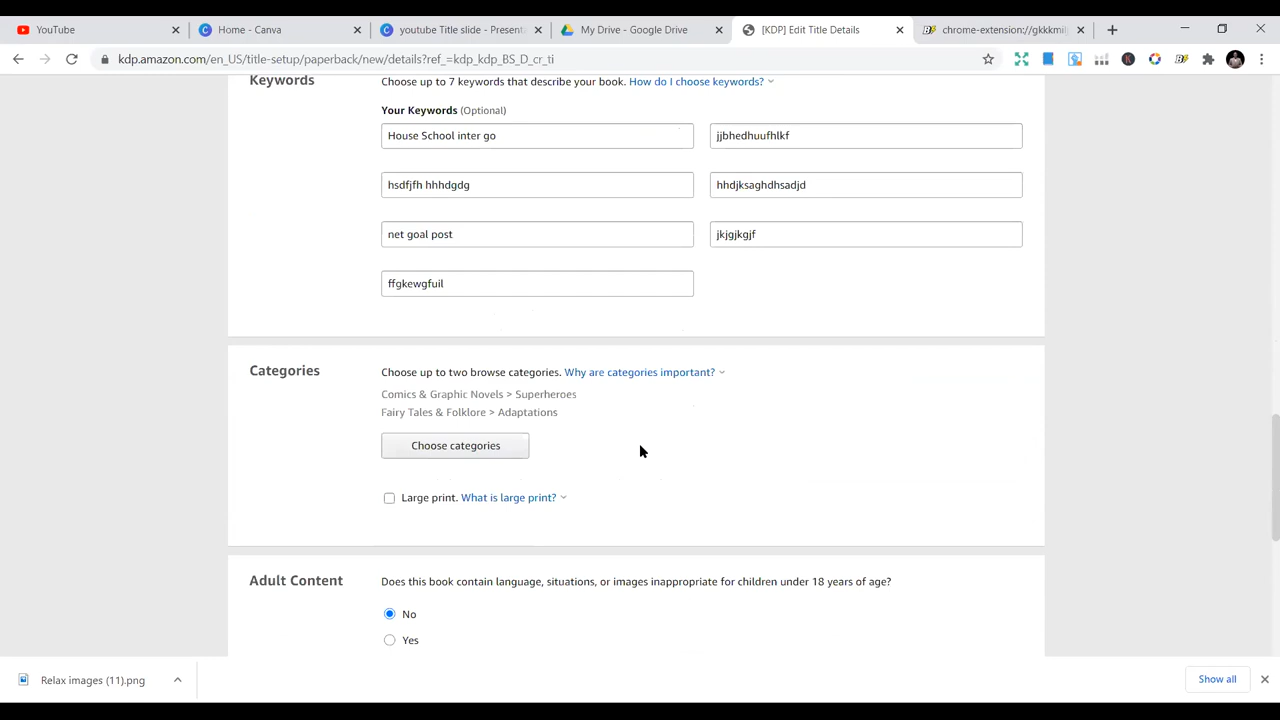 YouTube
Home - Canva
youtube Title slide - Present
My Drive - Google Drive
[KDP] Edit Title Details
chrome-extension://gkkkmi
kdp.amazon.com/en_US/title-setup/paperb
w/details?ref_=kdp_kdp_BS_D_cr_ti
Keywords
Choose up to 7 keywords that describe your book. How do I choose keywords?
Your Keywords (Optional)
House School inter go
jjbhedhuufhlkf
hsdfjfh hhhdgdg
hhdjksaghdhsadjd
net goal post
jkjgjkgjf
ffgkewgfuil
Categories
Choose up to two browse categories. Why are categories important?
Comics & Graphic Novels > Superheroes
Fairy Tales & Folklore > Adaptations
Choose categories
Large print. What is large print?
Adult Content
Does this book contain language, situations, or images inappropriate for children under 18 years of age?
No
Yes
Relax images (11).png
Show all